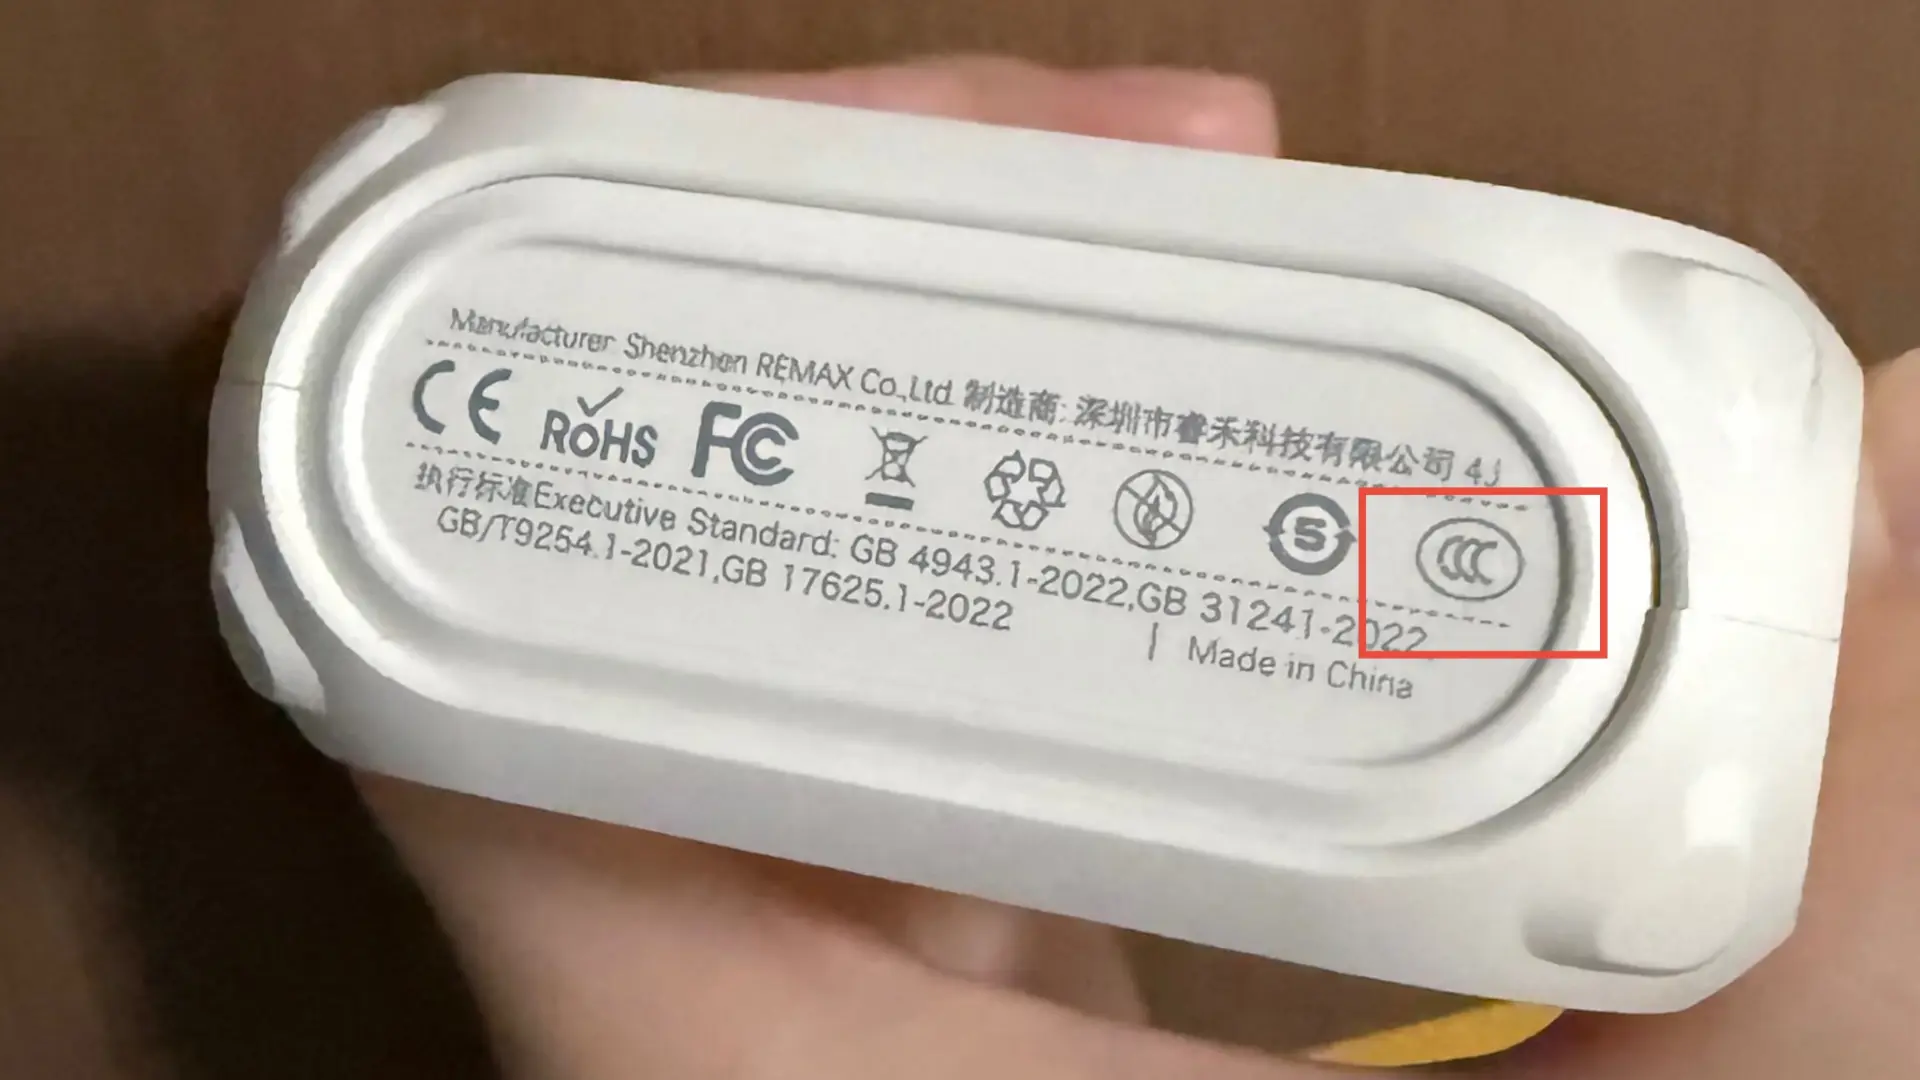 Manufacturer Shenzhen REMAX Co.,Ltd 制造商: 深圳市睿禾科技有限公司 4J
CE RoHS FC 5 CCC
执行标准Executive Standard: GB 4943.1-2022,GB 31241-2022,
GB/T9254.1-2021,GB 17625.1-2022
| Made in China